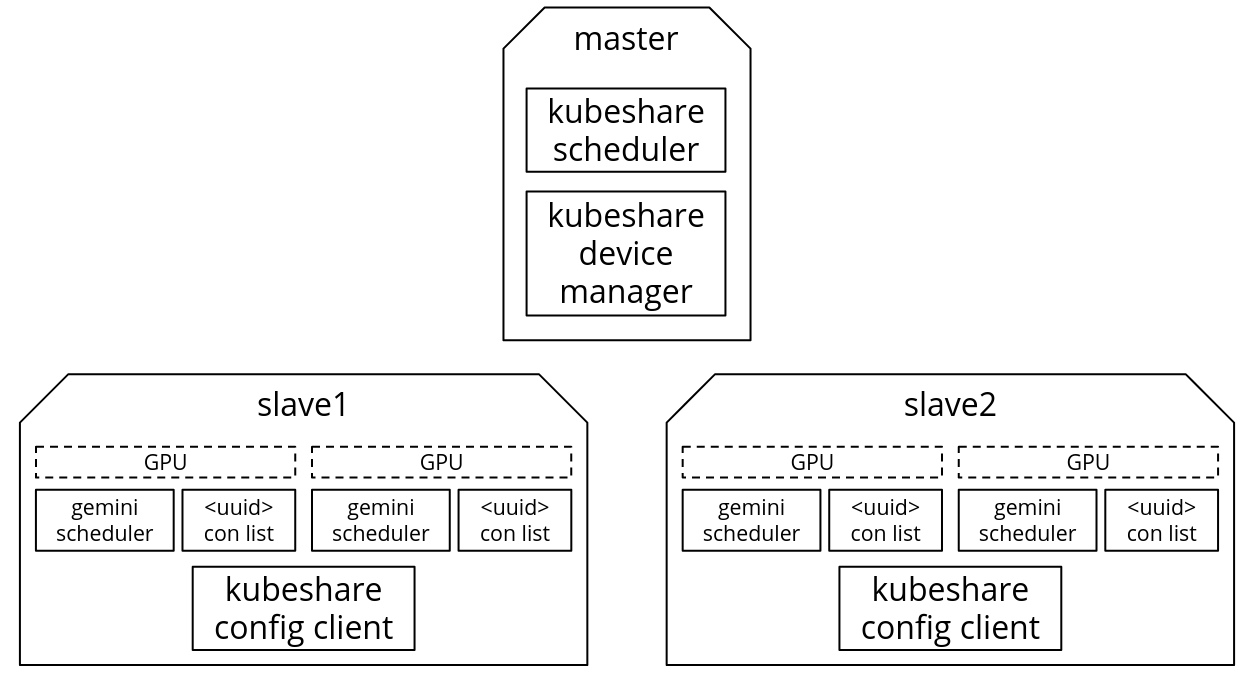 master
kubeshare
scheduler
kubeshare
device
manager
slave1
GPU
GPU
gemini
scheduler
<uuid>
con list
gemini
scheduler
<uuid>
con list
kubeshare
config client
slave2
GPU
GPU
gemini
scheduler
<uuid>
con list
gemini
scheduler
<uuid>
con list
kubeshare
config client